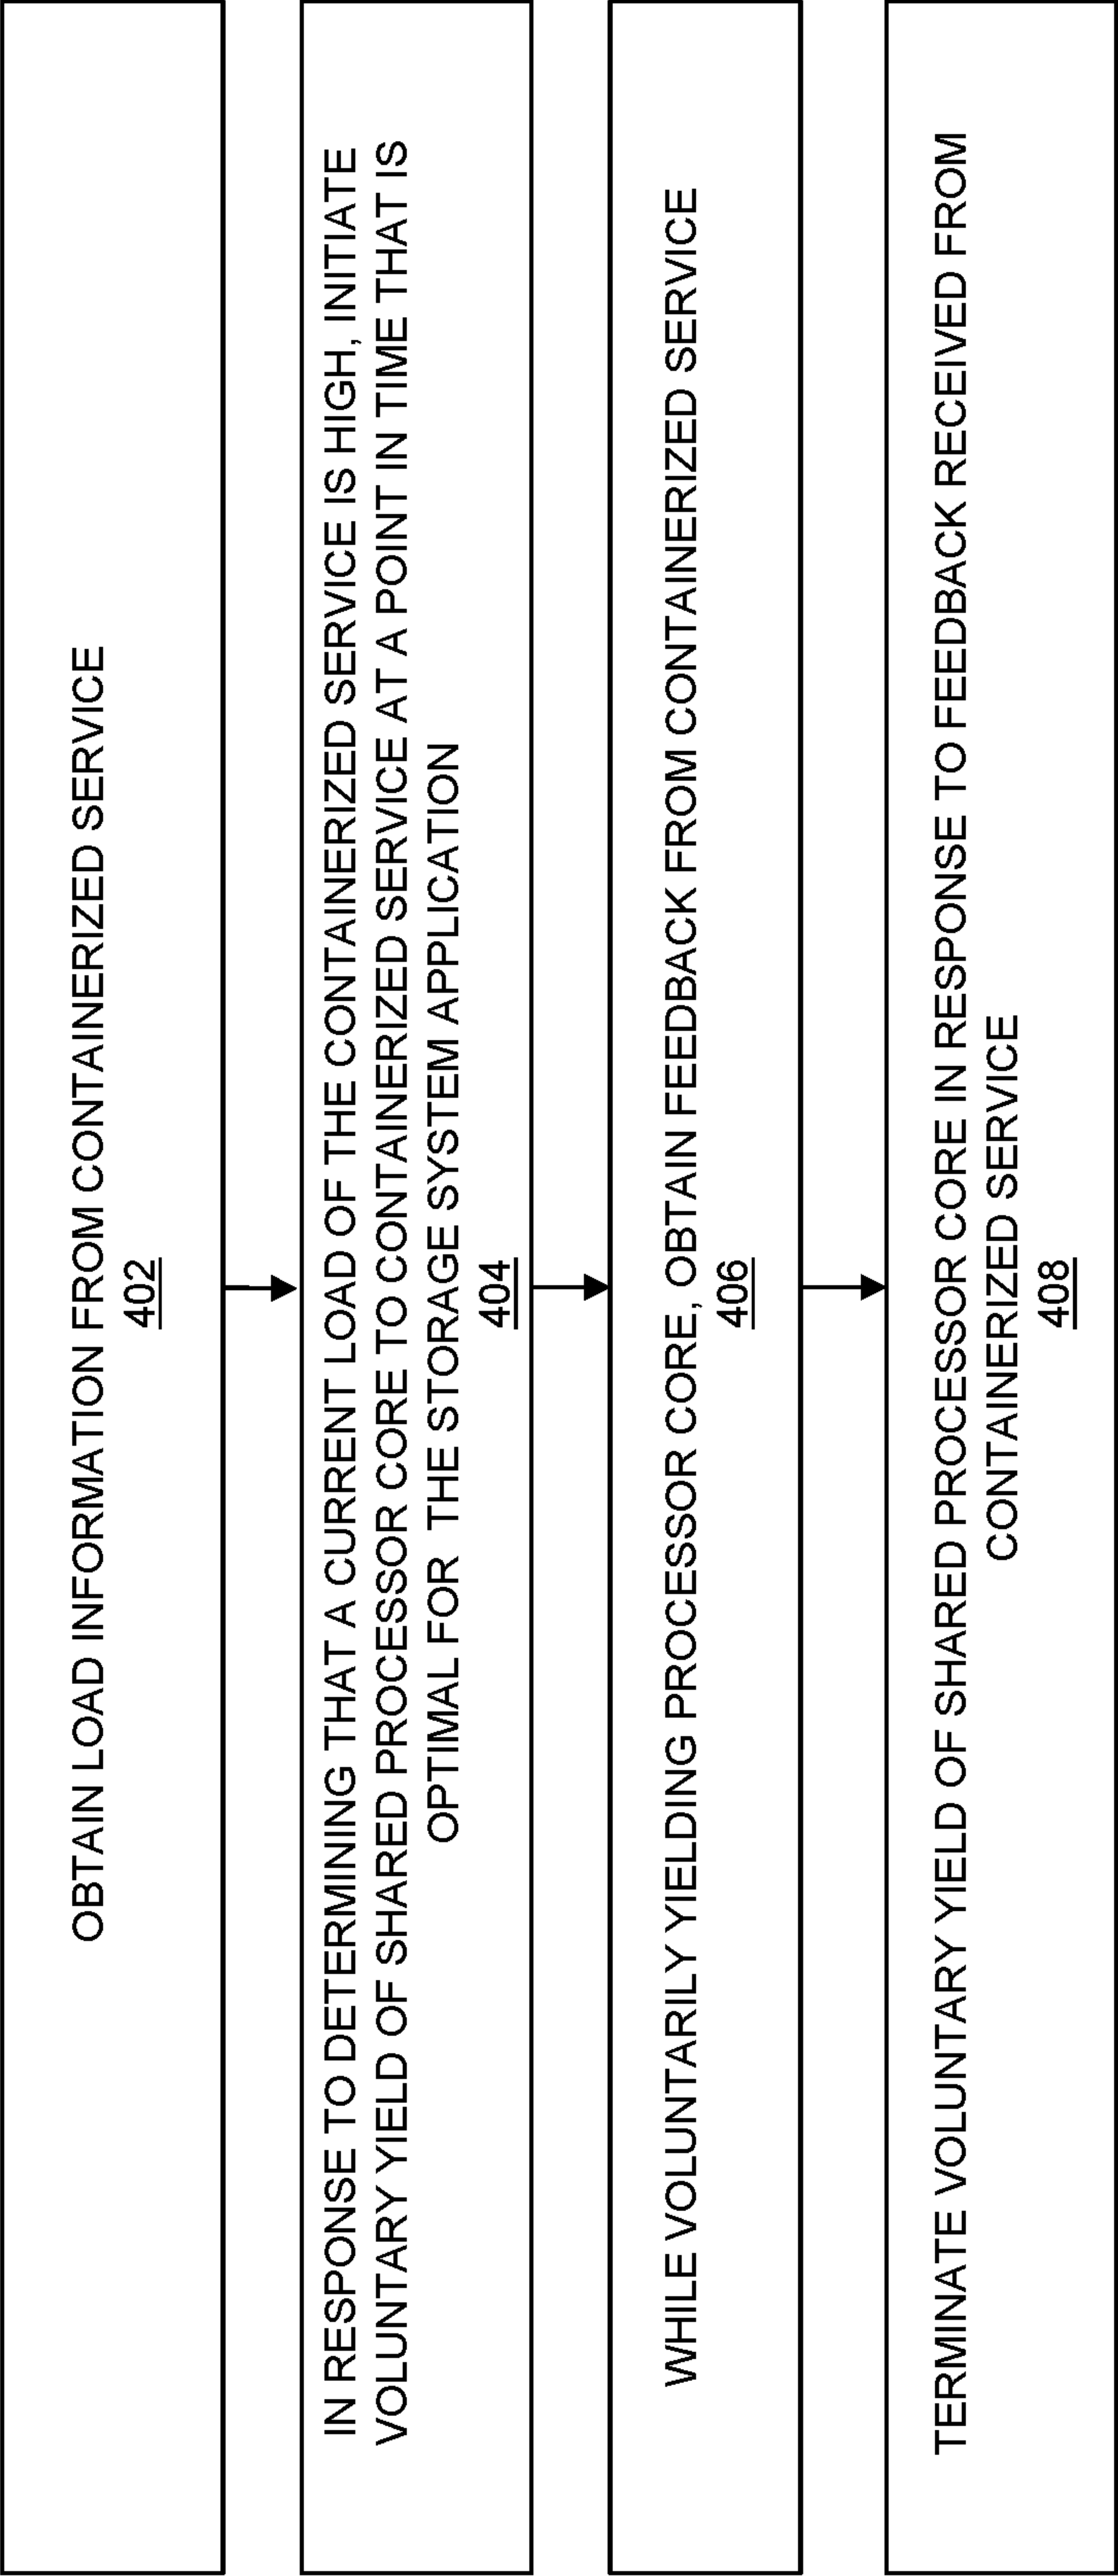 OBTAIN LOAD INFORMATION FROM CONTAINERIZED SERVICE
402
IN RESPONSE TO DETERMINING THAT A CURRENT LOAD OF THE CONTAINERIZED SERVICE IS HIGH, INITIATE
VOLUNTARY YIELD OF SHARED PROCESSOR CORE TO CONTAINERIZED SERVICE AT A POINT IN TIME THAT IS
OPTIMAL FOR THE STORAGE SYSTEM APPLICATION
404
WHILE VOLUNTARILY YIELDING PROCESSOR CORE, OBTAIN FEEDBACK FROM CONTAINERIZED SERVICE
406
TERMINATE VOLUNTARY YIELD OF SHARED PROCESSOR CORE IN RESPONSE TO FEEDBACK RECEIVED FROM
CONTAINERIZED SERVICE
408